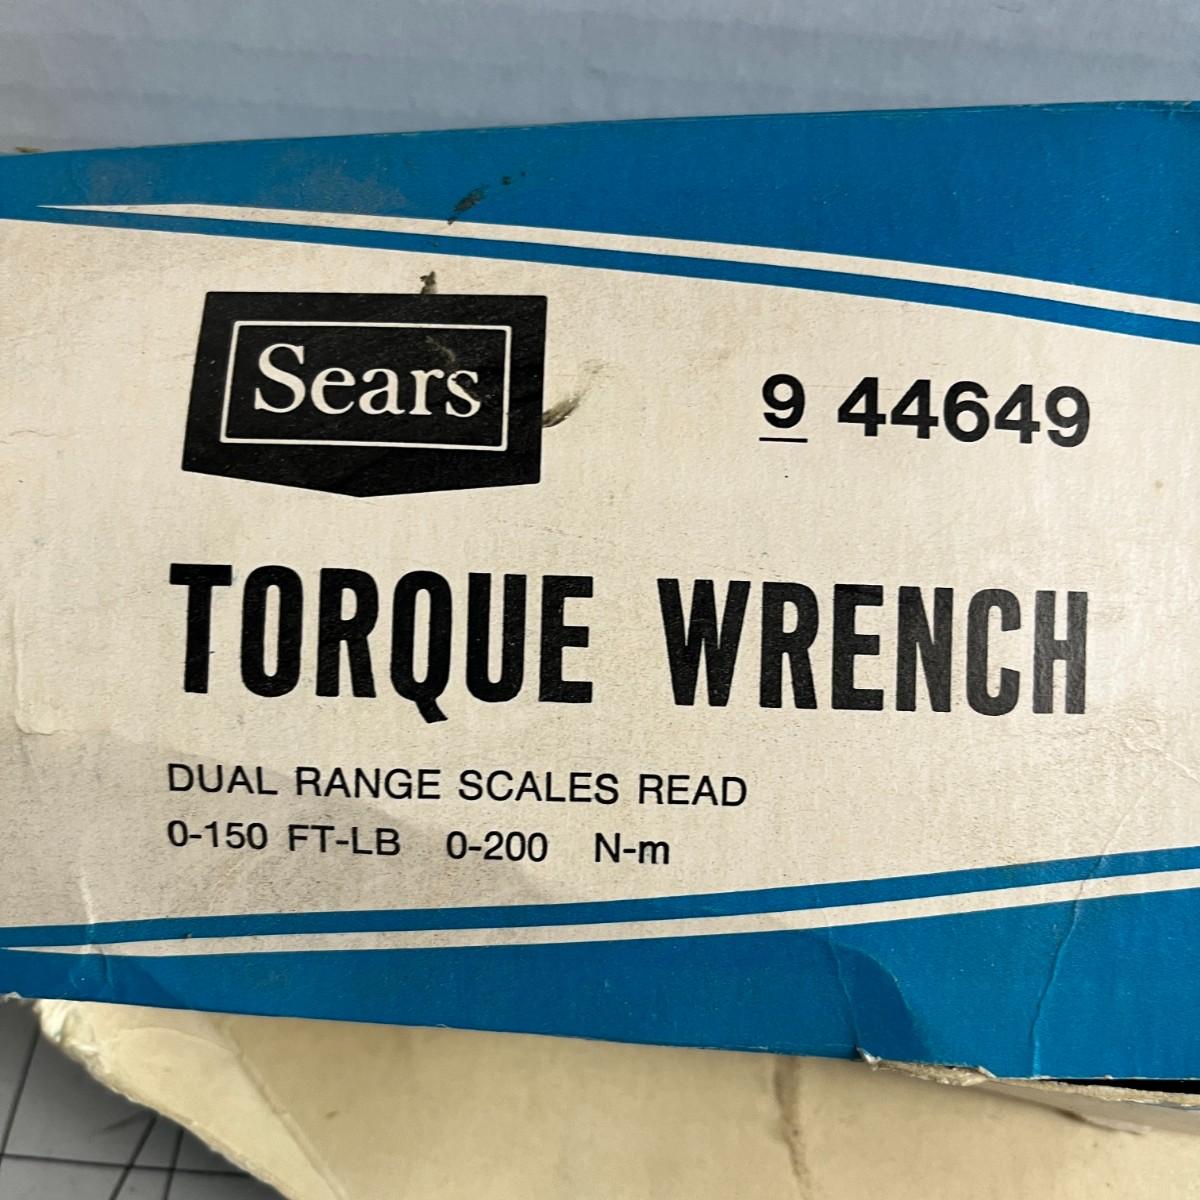 Sears
9 44649
TORQUE WRENCH
DUAL RANGE SCALES READ
0-150 FT-LB 0-200 N-m